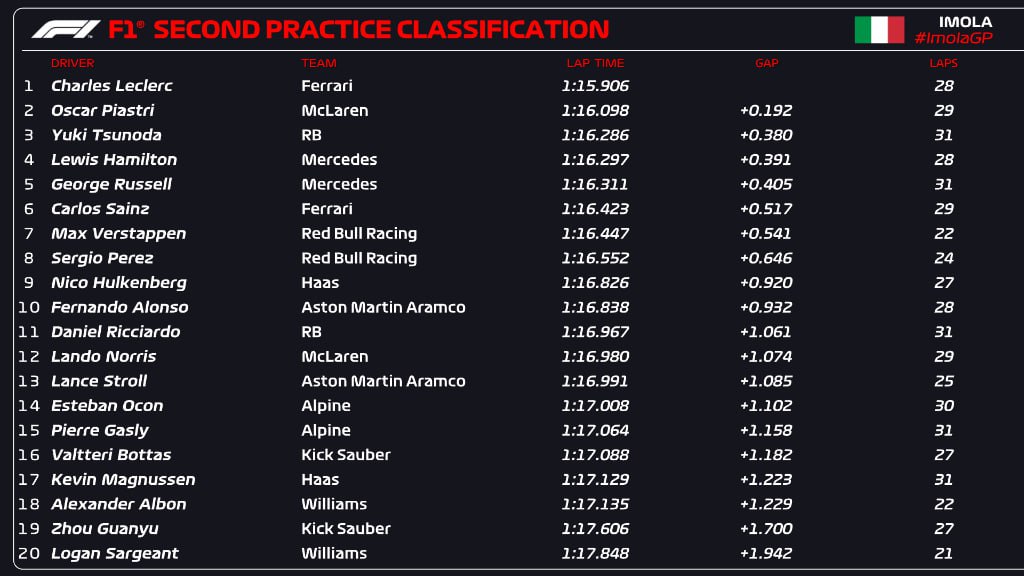 F1® SECOND PRACTICE CLASSIFICATION
IMOLA
#ImolaGP
DRIVER TEAM LAP TIME GAP LAPS
1 Charles Leclerc Ferrari 1:15.906 28
2 Oscar Piastri McLaren 1:16.098 +0.192 29
3 Yuki Tsunoda RB 1:16.286 +0.380 31
4 Lewis Hamilton Mercedes 1:16.297 +0.391 28
5 George Russell Mercedes 1:16.311 +0.405 31
6 Carlos Sainz Ferrari 1:16.423 +0.517 29
7 Max Verstappen Red Bull Racing 1:16.447 +0.541 22
8 Sergio Perez Red Bull Racing 1:16.552 +0.646 24
9 Nico Hulkenberg Haas 1:16.826 +0.920 27
10 Fernando Alonso Aston Martin Aramco 1:16.838 +0.932 28
11 Daniel Ricciardo RB 1:16.967 +1.061 31
12 Lando Norris McLaren 1:16.980 +1.074 29
13 Lance Stroll Aston Martin Aramco 1:16.991 +1.085 25
14 Esteban Ocon Alpine 1:17.008 +1.102 30
15 Pierre Gasly Alpine 1:17.064 +1.158 31
16 Valtteri Bottas Kick Sauber 1:17.088 +1.182 27
17 Kevin Magnussen Haas 1:17.129 +1.223 31
18 Alexander Albon Williams 1:17.135 +1.229 22
19 Zhou Guanyu Kick Sauber 1:17.606 +1.700 27
20 Logan Sargeant Williams 1:17.848 +1.942 21